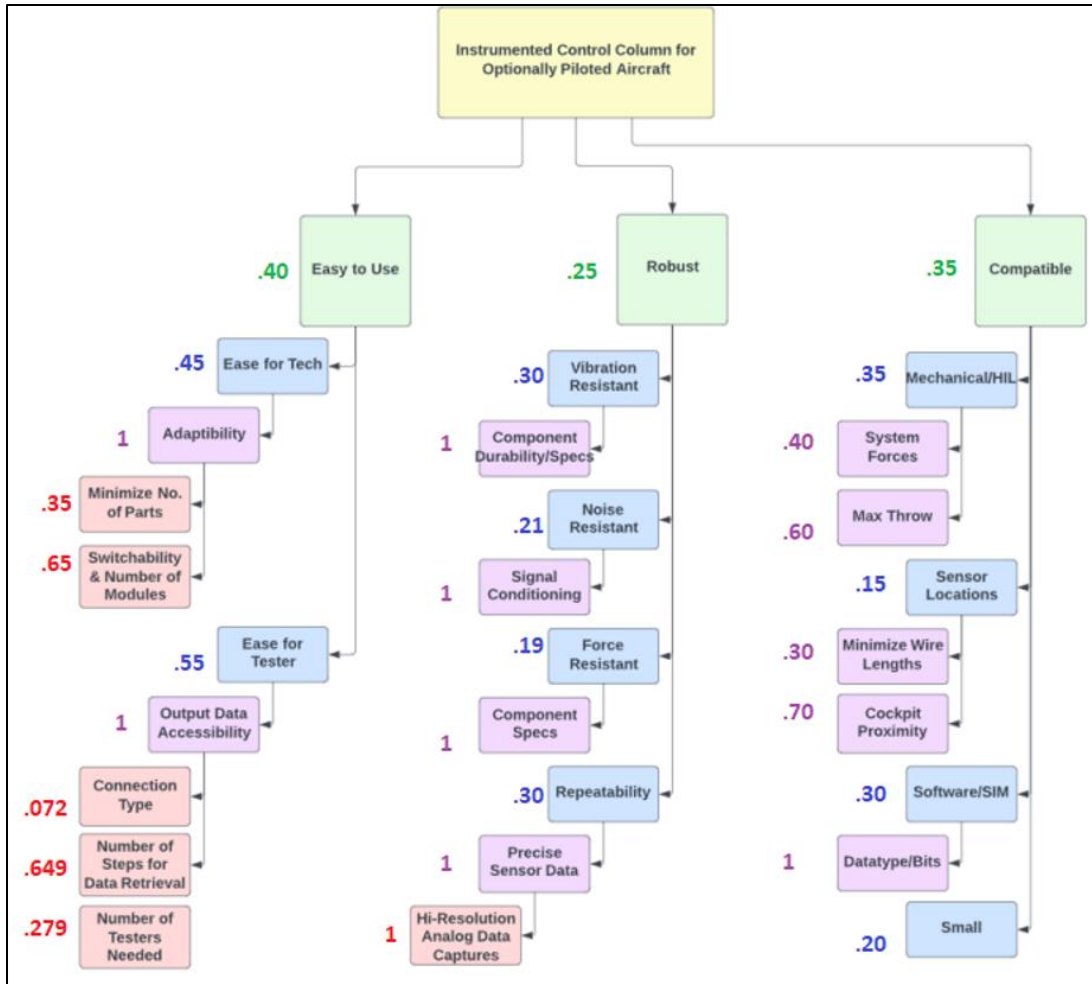 Instrumented Control Column for
Optionally Piloted Aircraft
.40
Easy to Use
.45
Ease for Tech
1
Adaptibility
.35
Minimize No.
of Parts
.65
Switchability
& Number of
Modules
.55
Ease for
Tester
1
Output Data
Accessibility
.072
Connection
Type
.649
Number of
Steps for
Data Retrieval
.279
Number of
Testers
Needed
.25
Robust
.30
Vibration
Resistant
1
Component
Durability/Specs
.21
Noise
Resistant
1
Signal
Conditioning
.19
Force
Resistant
1
Component
Specs
.30
Repeatability
1
Precise
Sensor Data
1
Hi-Resolution
Analog Data
Captures
.35
Compatible
.35
Mechanical/HIL
.40
System
Forces
.60
Max Throw
.15
Sensor
Locations
.30
Minimize Wire
Lengths
.70
Cockpit
Proximity
.30
Software/SIM
1
Datatype/Bits
.20
Small